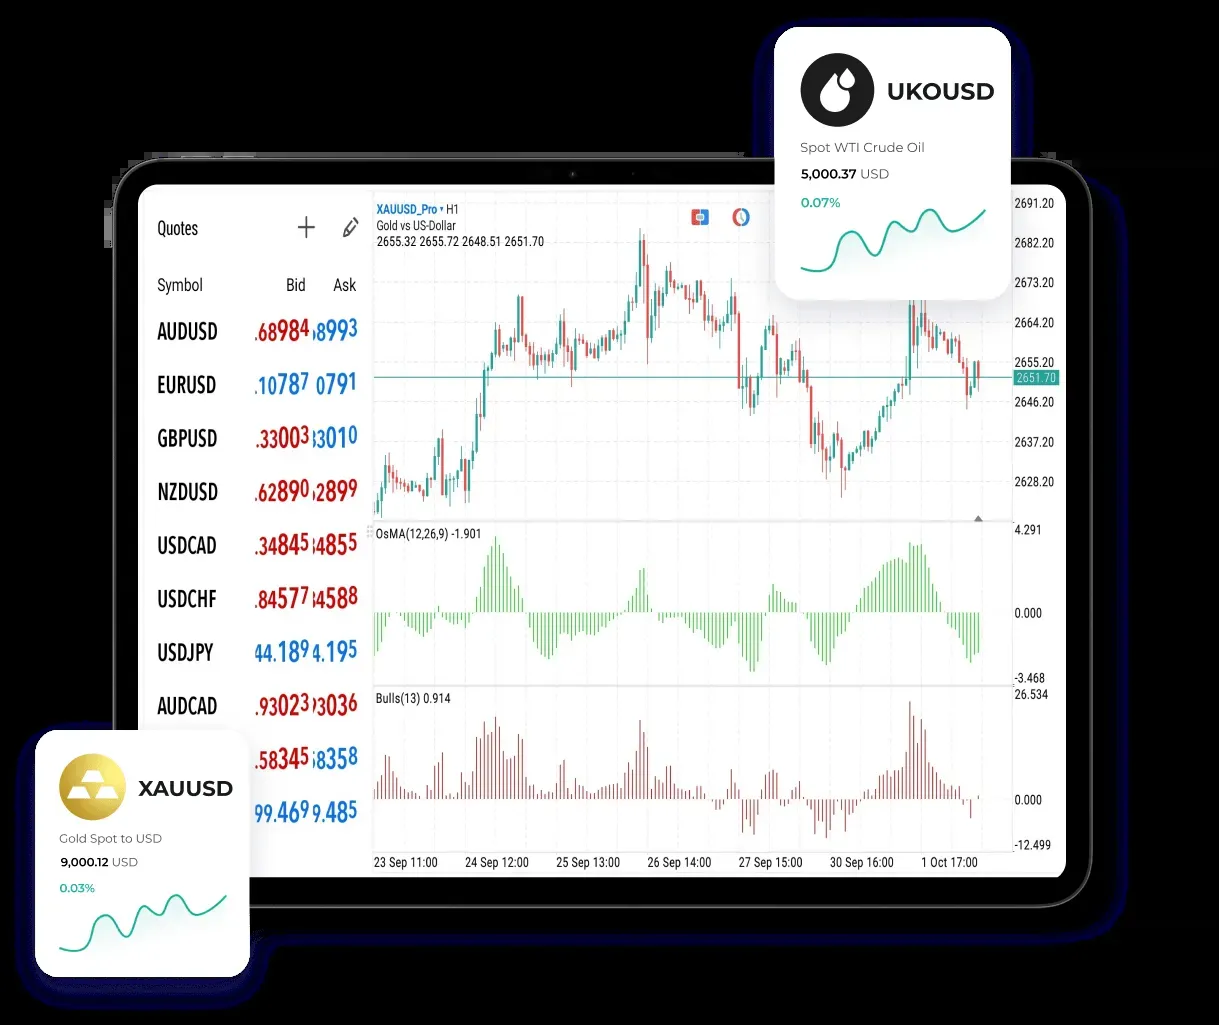 UKOUSD
Spot WTI Crude Oil
5,000.37 USD
0.07%
Quotes
Symbol Bid Ask
AUDUSD .68984 8993
EURUSD .10787 0791
GBPUSD .33003 3010
NZDUSD .62890 2899
USDCAD .34845 4855
USDCHF .84577 4588
USDJPY 44.189 4.195
AUDCAD .93023 3036
.58345 8358
99.469 9.485
XAUUSD_Pro • H1
Gold vs US-Dollar
2655.32 2655.72 2648.51 2651.70
2691.20
2682.20
2673.20
2664.20
2655.20
2651.70
2646.20
2637.20
2628.20
OsMA(12,26,9) -1.901
4.291
0.000
-3.468
Bulls(13) 0.914
26.534
0.000
-12.499
23 Sep 11:00 24 Sep 12:00 25 Sep 13:00 26 Sep 14:00 27 Sep 15:00 30 Sep 16:00 1 Oct 17:00
XAUUSD
Gold Spot to USD
9,000.12 USD
0.03%